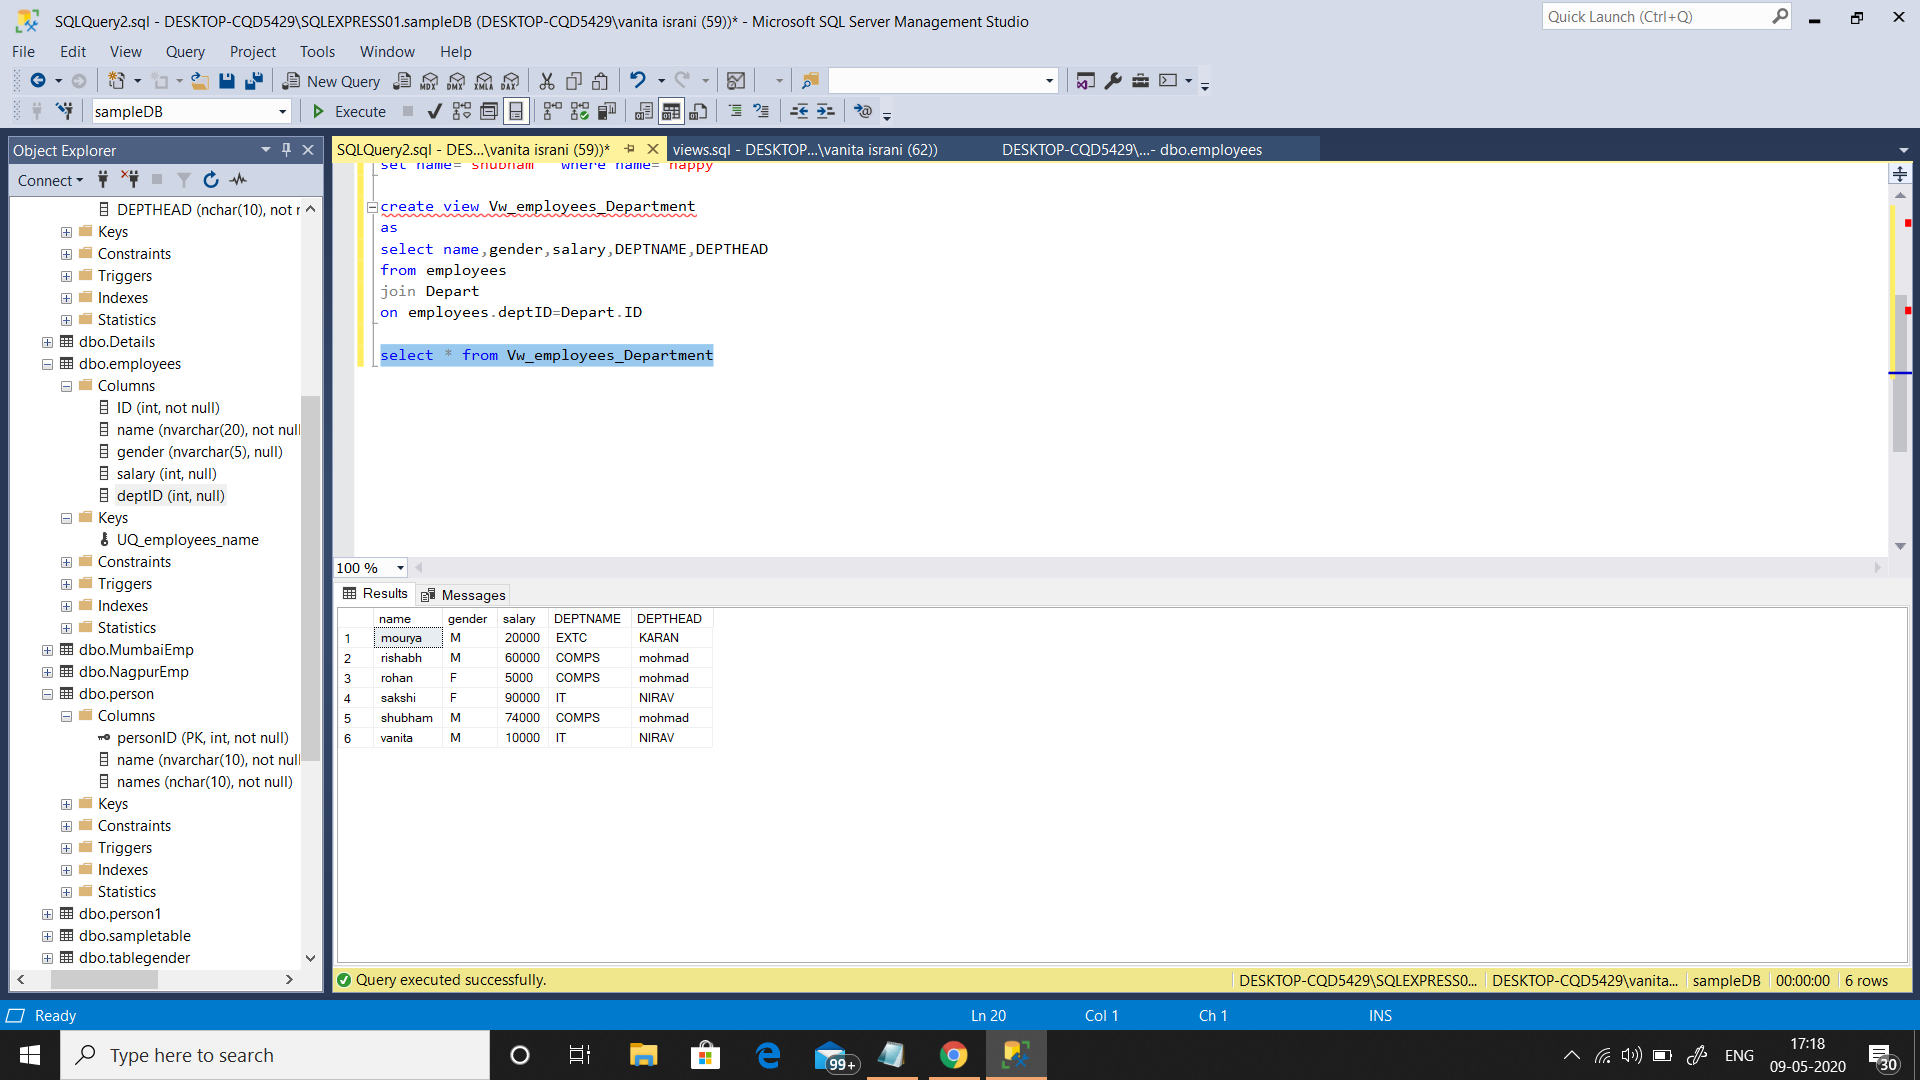 SQLQuery2.sql - DESKTOP-CQD5429\SQLEXPRESS01.sampleDB (DESKTOP-CQD5429\vanita israni (59))* - Microsoft SQL Server Management Studio
Quick Launch (Ctrl+Q)
File Edit View Query Project Tools Window Help
New Query MDX DMX XMLA DAX
sampleDB Execute
Object Explorer
SQLQuery2.sql - DES...\vanita israni (59))*
views.sql - DESKTOP...\vanita israni (62))
DESKTOP-CQD5429\...- dbo.employees
Connect
DEPTHEAD (nchar(10), not r
Keys
Constraints
Triggers
Indexes
Statistics
dbo.Details
dbo.employees
Columns
ID (int, not null)
name (nvarchar(20), not null
gender (nvarchar(5), null)
salary (int, null)
deptID (int, null)
Keys
UQ_employees_name
Constraints
Triggers
Indexes
Statistics
dbo.MumbaiEmp
dbo.NagpurEmp
dbo.person
Columns
personID (PK, int, not null)
name (nvarchar(10), not null
names (nchar(10), not null)
Keys
Constraints
Triggers
Indexes
Statistics
dbo.person1
dbo.sampletable
dbo.tablegender
set name='shubham' where name='happy'
create view Vw_employees_Department
as
select name,gender,salary,DEPTNAME,DEPTHEAD
from employees
join Depart
on employees.deptID=Depart.ID
select * from Vw_employees_Department
100 %
Results Messages
name gender salary DEPTNAME DEPTHEAD
1 mourya M 20000 EXTC KARAN
2 rishabh M 60000 COMPS mohmad
3 rohan F 5000 COMPS mohmad
4 sakshi F 90000 IT NIRAV
5 shubham M 74000 COMPS mohmad
6 vanita M 10000 IT NIRAV
Query executed successfully.
DESKTOP-CQD5429\SQLEXPRESS0... DESKTOP-CQD5429\vanita... sampleDB 00:00:00 6 rows
Ready Ln 20 Col 1 Ch 1 INS
Type here to search
99+
ENG
17:18
09-05-2020
30